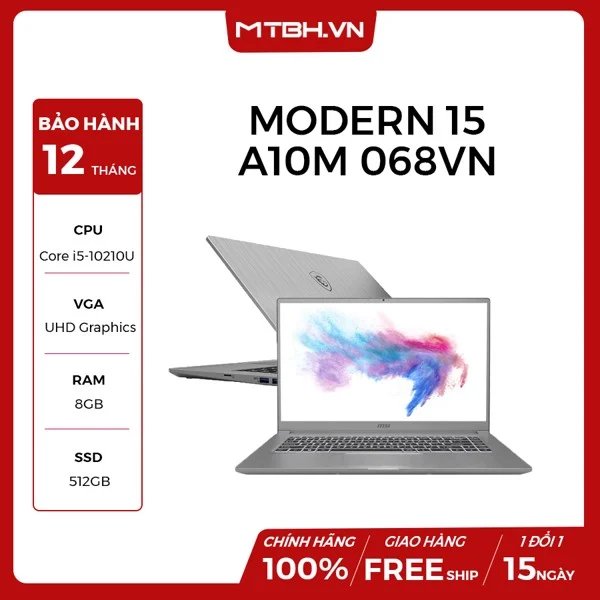 MTBH.VN
BẢO HÀNH
12 THÁNG
CPU
Core i5-10210U
VGA
UHD Graphics
RAM
8GB
SSD
512GB
MODERN 15
A10M 068VN
msi
CHÍNH HÃNG
100%
GIAO HÀNG
FREE SHIP
1 ĐỔI 1
15 NGÀY